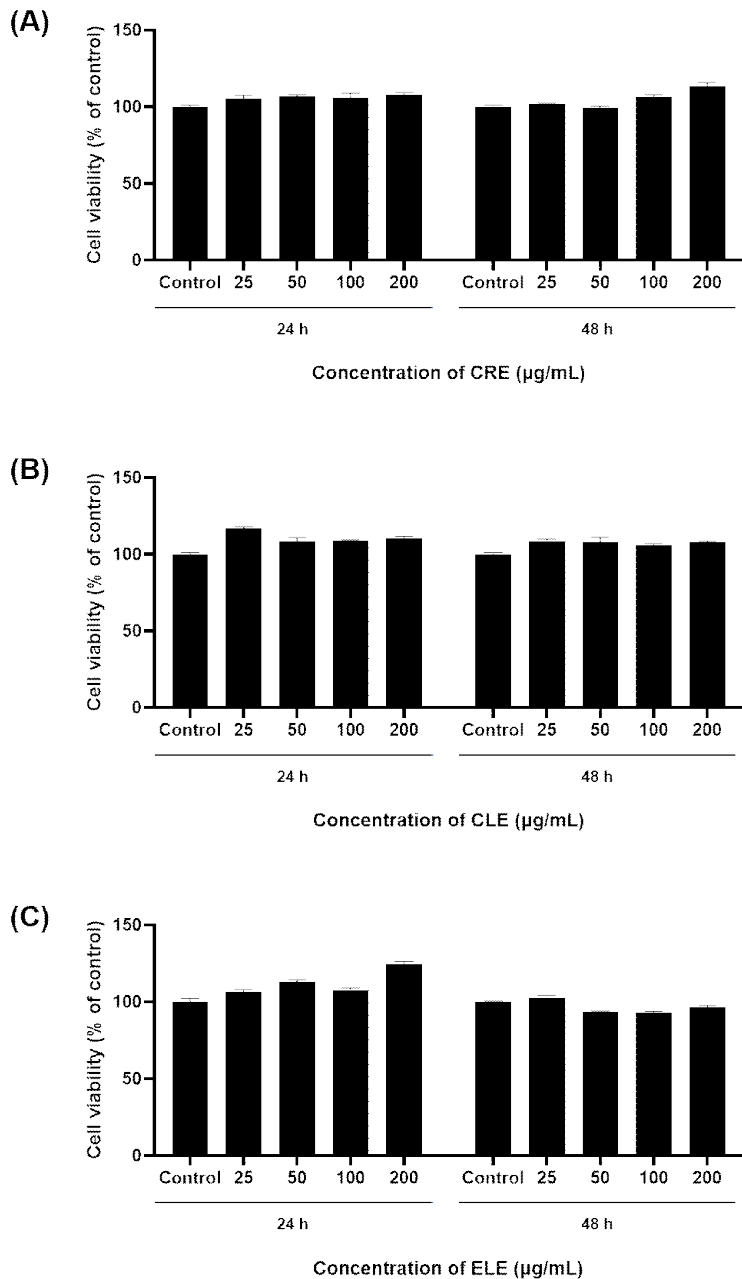 (A)
Cell viability (% of control)
150
100
50
0
Control 25 50 100 200 Control 25 50 100 200
24 h 48 h
Concentration of CRE (µg/mL)
(B)
Cell viability (% of control)
150
100
50
0
Control 25 50 100 200 Control 25 50 100 200
24 h 48 h
Concentration of CLE (µg/mL)
(C)
Cell viability (% of control)
150
100
50
0
Control 25 50 100 200 Control 25 50 100 200
24 h 48 h
Concentration of ELE (µg/mL)